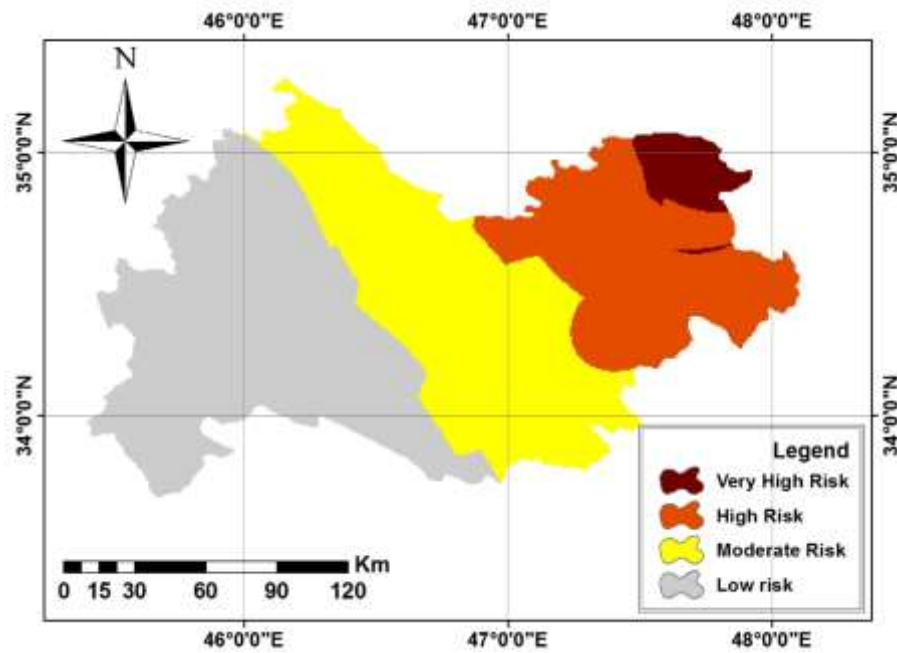 46°0'0"E 47°0'0"E 48°0'0"E
N
35°0'0"N 35°0'0"N
34°0'0"N 34°0'0"N
Legend
Very High Risk
High Risk
Moderate Risk
Low risk
Km
0 15 30 60 90 120
46°0'0"E 47°0'0"E 48°0'0"E